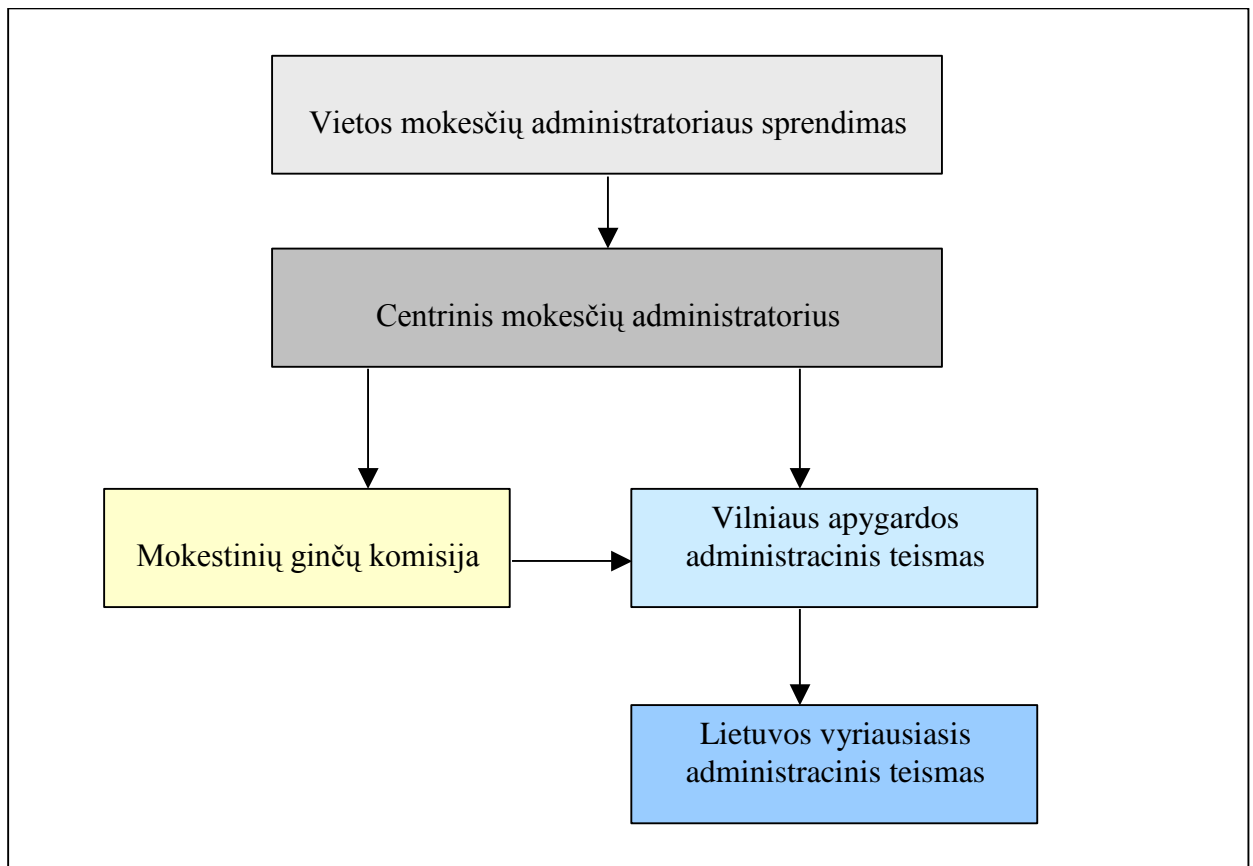 Vietos mokesčių administratoriaus sprendimas
Centrinis mokesčių administratorius
Mokestinių ginčų komisija
Vilniaus apygardos
administracinis teismas
Lietuvos vyriausiasis
administracinis teismas